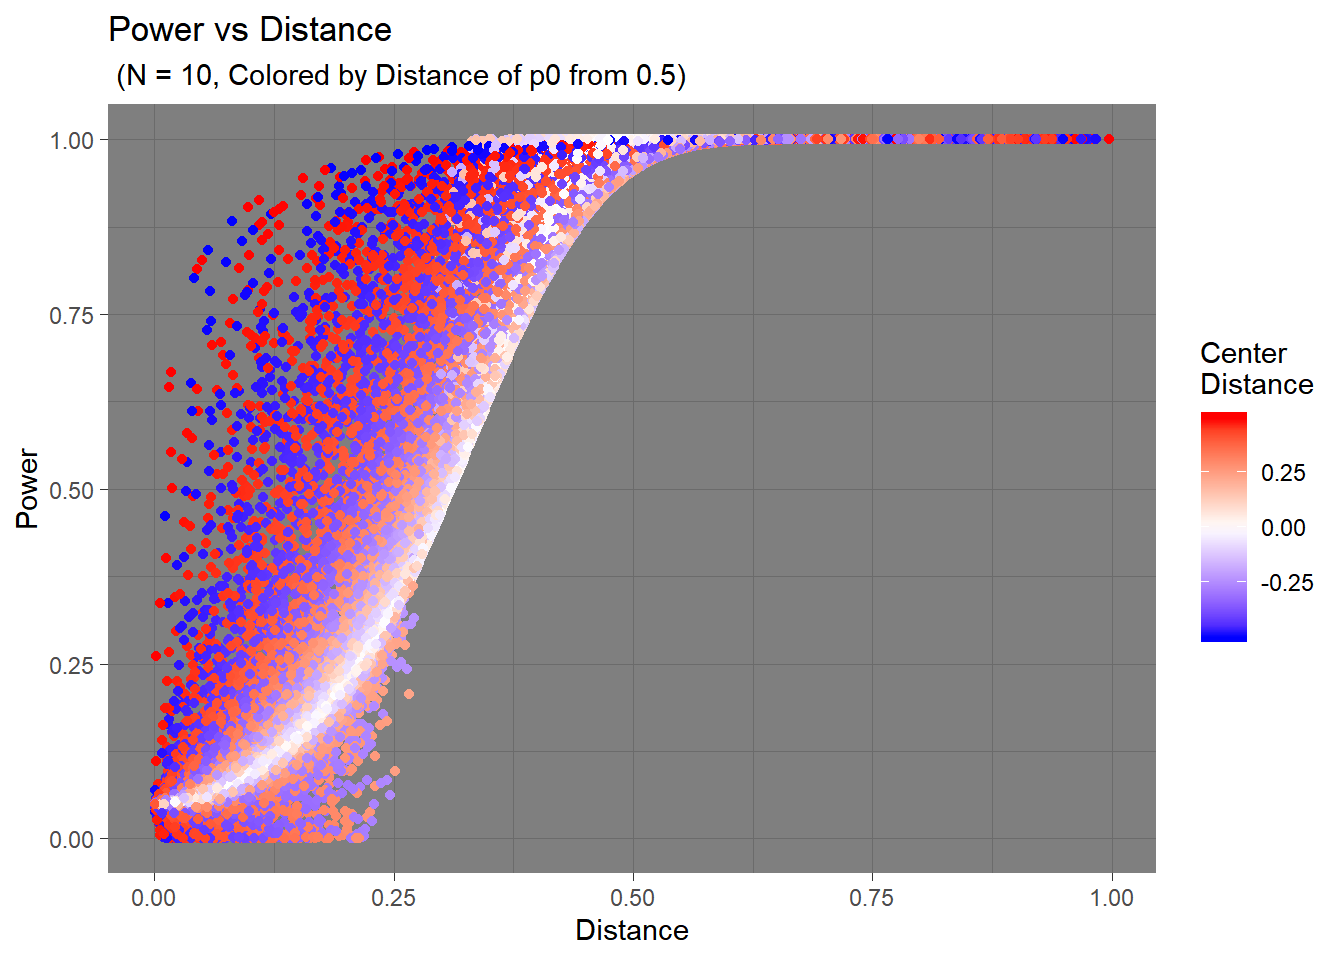 Power vs Distance
(N = 10, Colored by Distance of p0 from 0.5)
1.00
0.75
0.50
0.25
0.00
Power
0.00 0.25 0.50 0.75 1.00
Distance
Center
Distance
0.25
0.00
-0.25